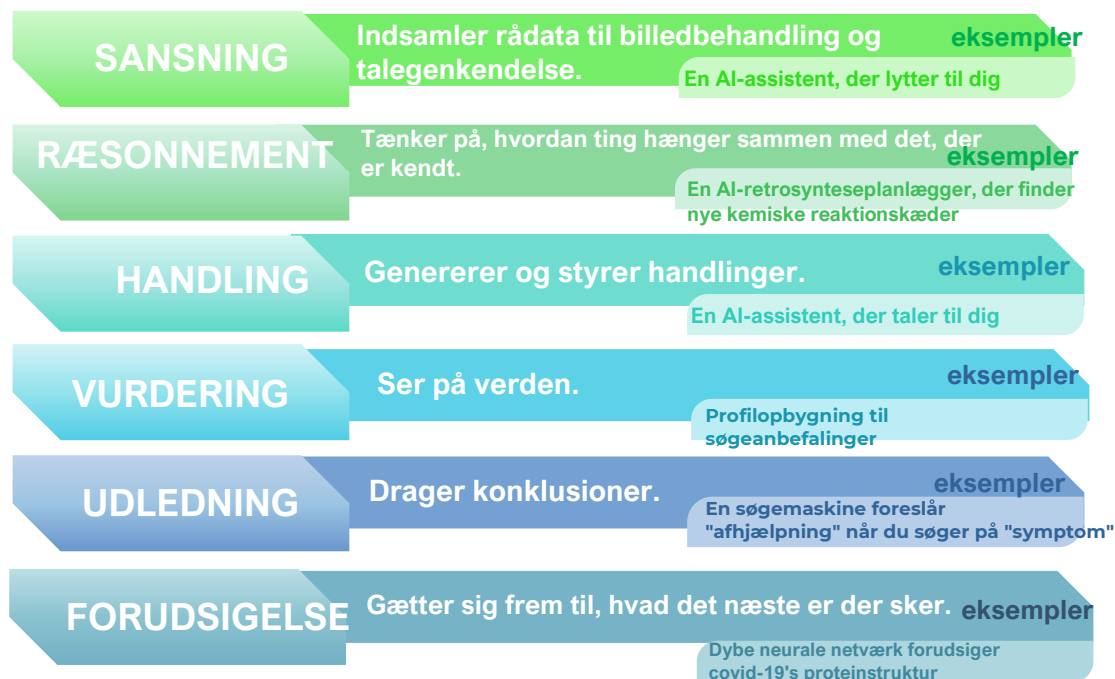 SANSNING
Indsamler rådata til billedbehandling og
talegenkendelse.
eksempler
En AI-assistent, der lytter til dig
RÆSONNEMENT
Tænker på, hvordan ting hænger sammen med det, der
er kendt.
eksempler
En AI-retrosynteseplanlægger, der finder
nye kemiske reaktionskæder
HANDLING
Genererer og styrer handlinger.
eksempler
En AI-assistent, der taler til dig
VURDERING
Ser på verden.
eksempler
Profilopbygning til
søgeanbefalinger
UDLEDNING
Drager konklusioner.
eksempler
En søgemaskine foreslår
"afhjælpning" når du søger på "symptom"
FORUDSIGELSE
Gætter sig frem til, hvad det næste er der sker.
eksempler
Dybe neurale netværk forudsiger
covid-19's proteinstruktur